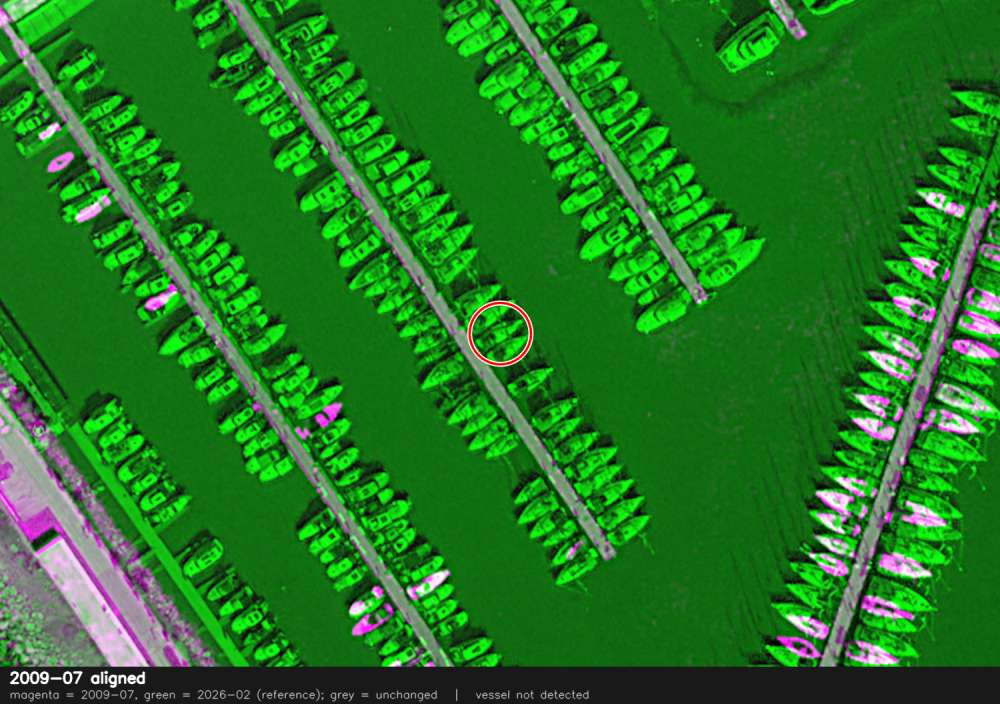 2009-07 aligned
magenta = 2009-07, green = 2026-02 (reference); grey = unchanged | vessel not detected